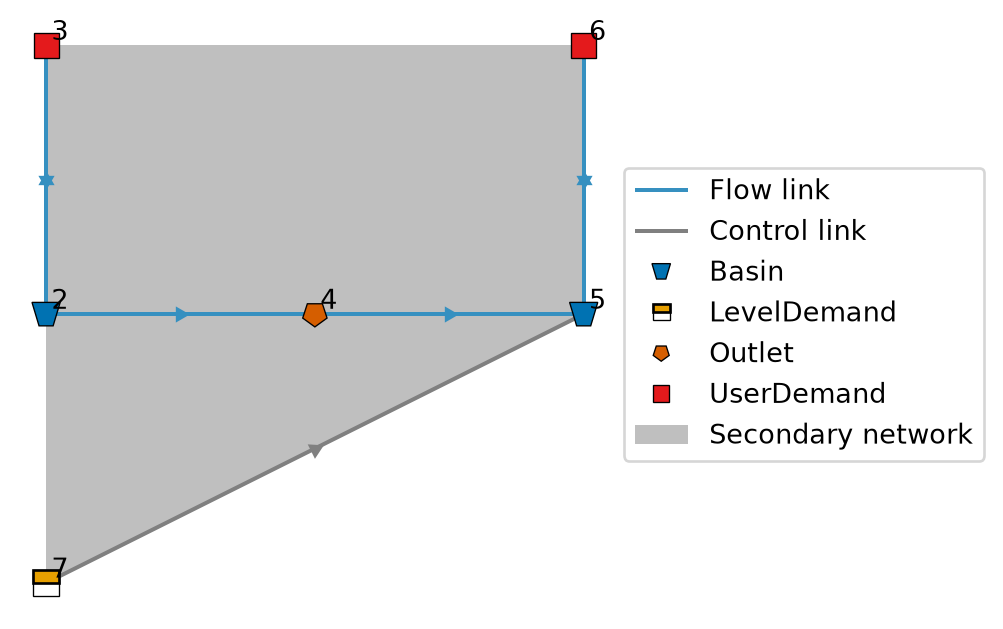 3
6
2
4
5
7
Flow link
Control link
Basin
LevelDemand
Outlet
UserDemand
Secondary network